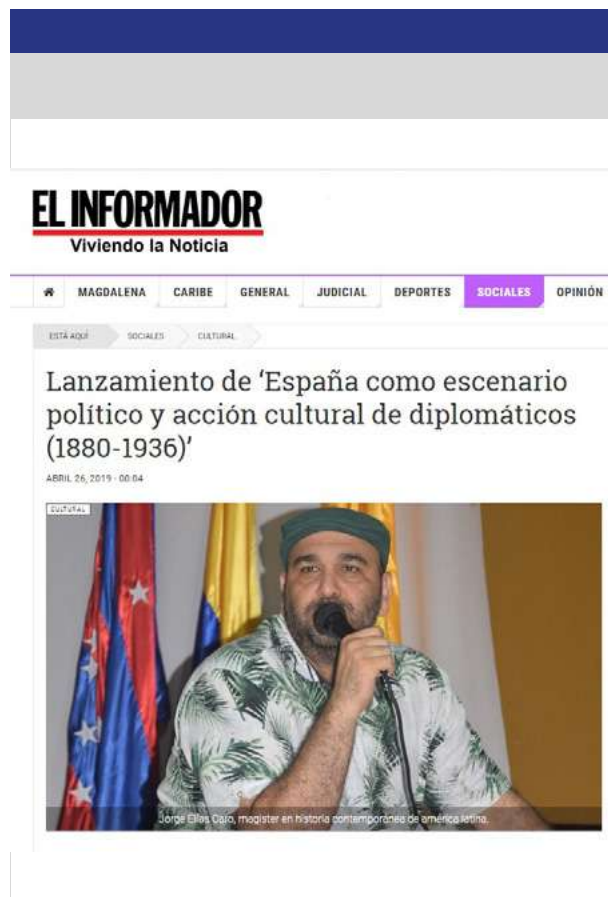 EL INFORMADOR
Viviendo la Noticia
MAGDALENA CARIBE GENERAL JUDICIAL DEPORTES SOCIALES OPINIÓN
ESTÁ AQUÍ SOCIALES CULTURAL
Lanzamiento de ‘España como escenario
político y acción cultural de diplomáticos
(1880-1936)’
ABRIL 26, 2019 - 00:04
CULTURAL
Jorge Elías Caro, magister en historia contemporánea de américa latina.